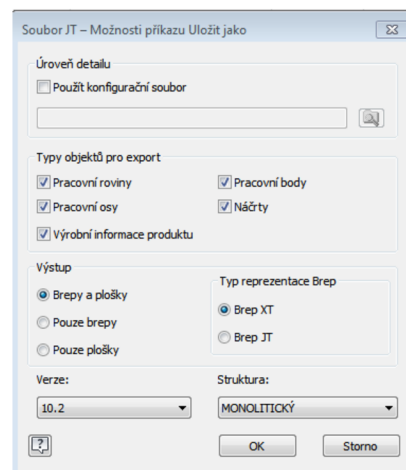 Soubor JT – Možnosti příkazu Uložit jako
Úroveň detailu
Použít konfigurační soubor
Typy objektů pro export
Pracovní roviny
Pracovní body
Pracovní osy
Náčrty
Výrobní informace produktu
Výstup
Typ reprezentace Brep
Brepy a plošky
Brep XT
Pouze brepy
Brep JT
Pouze plošky
Verze:
Struktura:
10.2
MONOLITICKÝ
?
OK
Storno